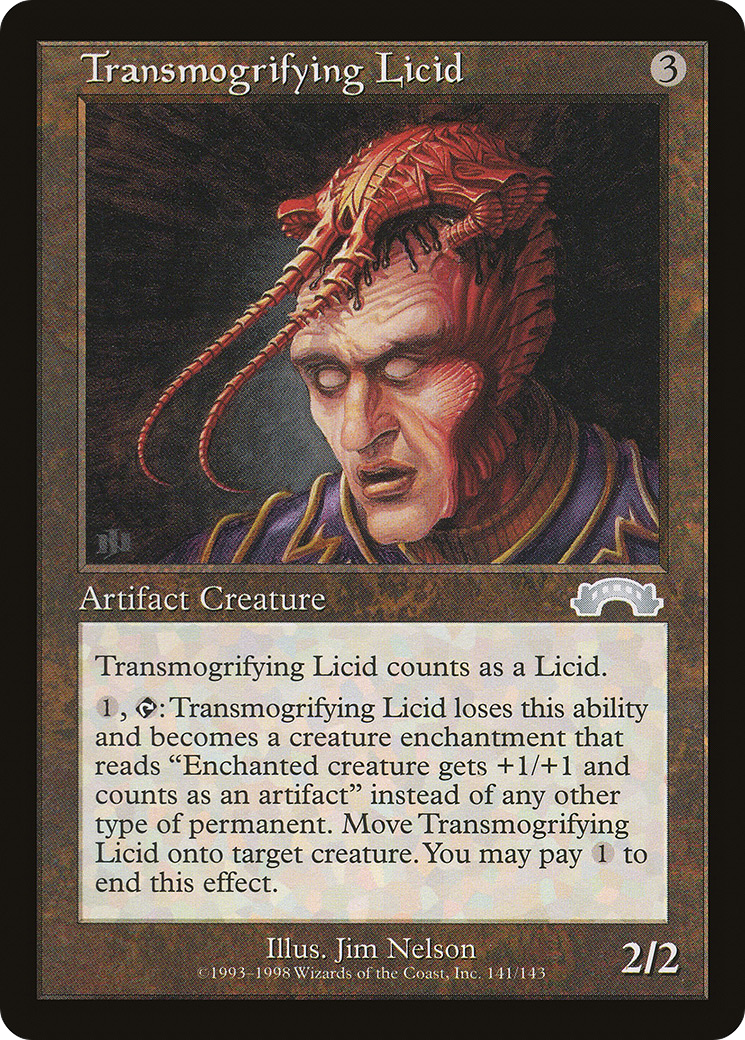 Transmogrifying Licid 3
Artifact Creature
Transmogrifying Licid counts as a Licid.
1, : Transmogrifying Licid loses this ability
and becomes a creature enchantment that
reads “Enchanted creature gets +1/+1 and
counts as an artifact” instead of any other
type of permanent. Move Transmogrifying
Licid onto target creature. You may pay 1 to
end this effect.
Illus. Jim Nelson
©1993–1998 Wizards of the Coast, Inc. 141/143
2/2